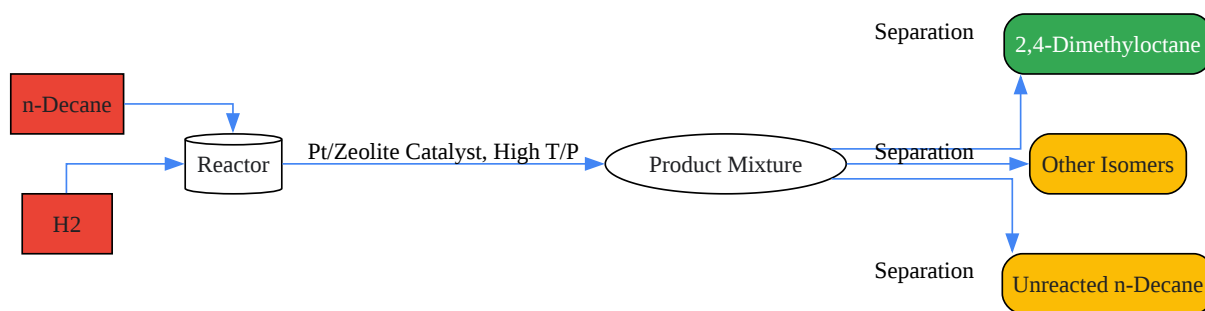 n-Decane
H2
Reactor
Pt/Zeolite Catalyst, High T/P
Product Mixture
Separation
2,4-Dimethyloctane
Separation
Other Isomers
Separation
Unreacted n-Decane